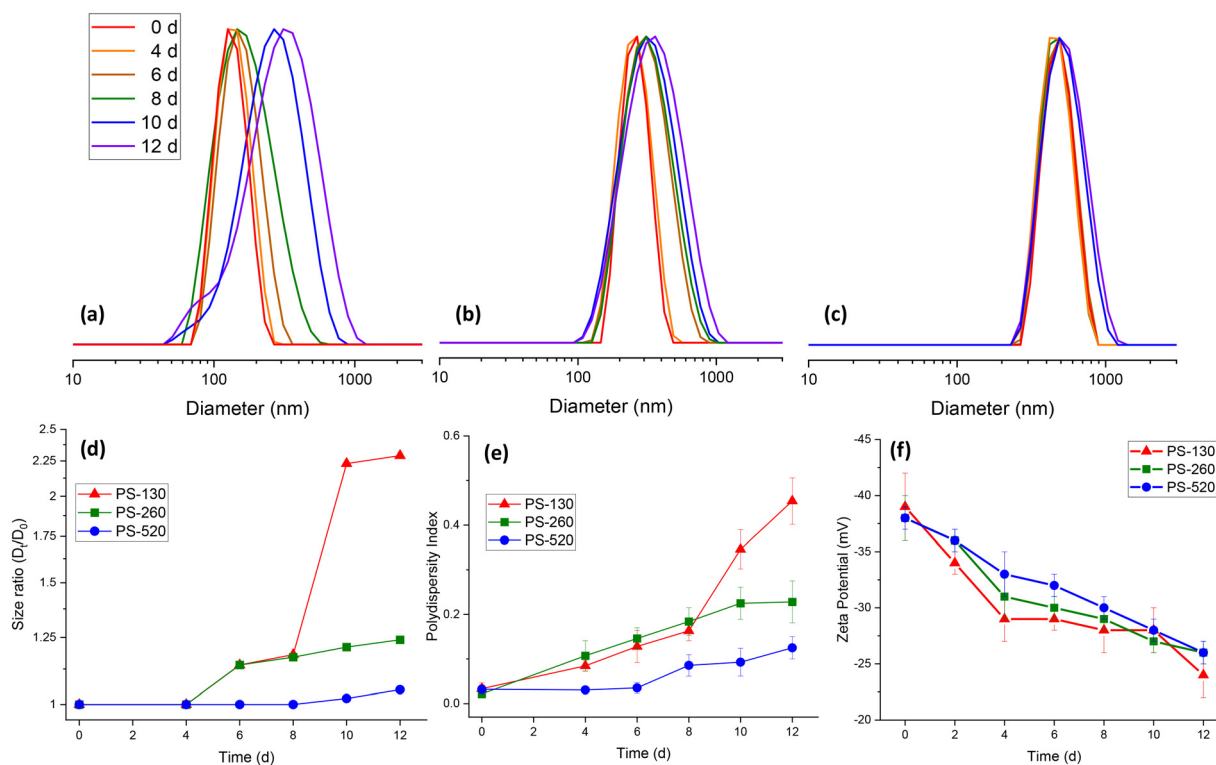 0 d
4 d
6 d
8 d
10 d
12 d
(a)
(b)
(c)
10 100 1000
10 100 1000
10 100 1000
Diameter (nm)
Diameter (nm)
Diameter (nm)
(d)
2.5
2.25
2
1.75
1.5
1.25
1
Size ratio (Dt/D0)
PS-130
PS-260
PS-520
0 2 4 6 8 10 12
Time (d)
(e)
0.6
0.4
0.2
0.0
Polydispersity Index
PS-130
PS-260
PS-520
0 2 4 6 8 10 12
Time (d)
(f)
-45
-40
-35
-30
-25
-20
Zeta Potential (mV)
PS-130
PS-260
PS-520
0 2 4 6 8 10 12
Time (d)